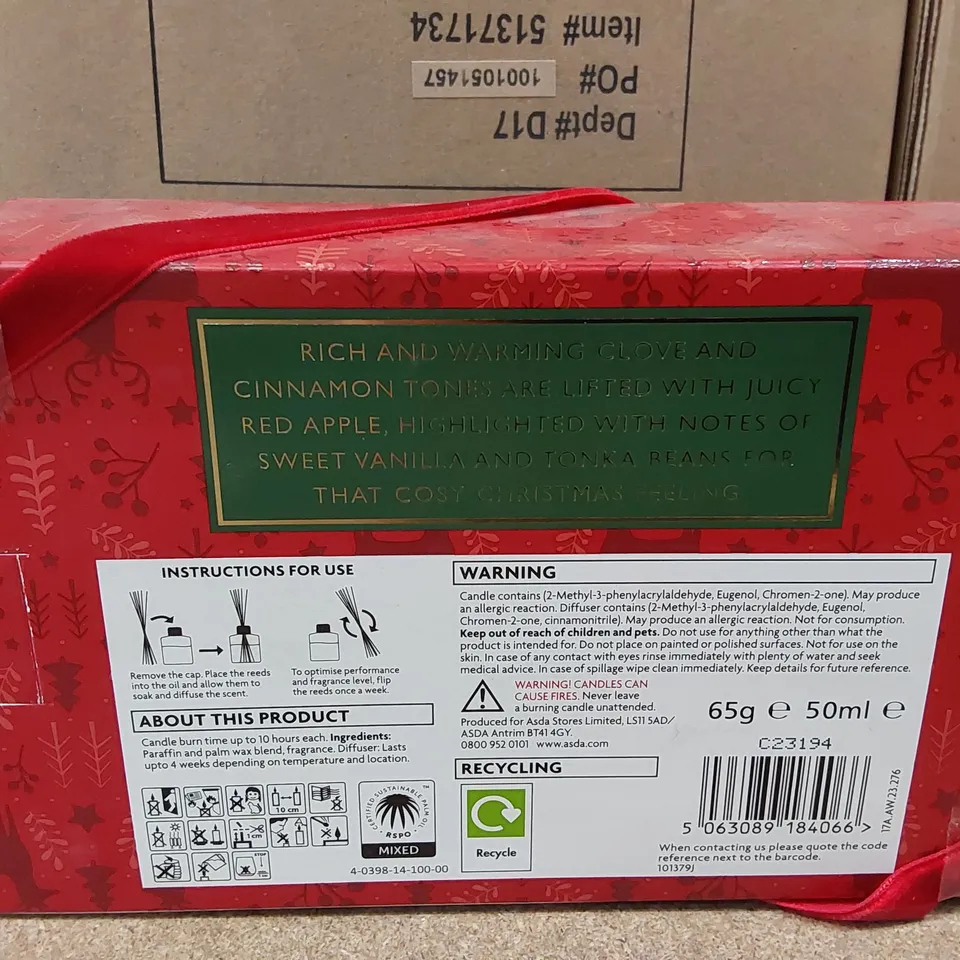 Item# 51371734
PO# 1001051457
Dept# D17
RICH AND WARMING CLOVE AND
CINNAMON TONES ARE LIFTED WITH JUICY
RED APPLE, HIGHLIGHTED WITH NOTES OF
SWEET VANILLA AND TONKA BEANS FOR
THAT COSY CHRISTMAS FEELING
INSTRUCTIONS FOR USE
Remove the cap. Place the reeds
into the oil and allow them to
soak and diffuse the scent.
To optimise performance
and fragrance level, flip
the reeds once a week.
ABOUT THIS PRODUCT
Candle burn time up to 10 hours each. Ingredients:
Paraffin and palm wax blend, fragrance. Diffuser: Lasts
upto 4 weeks depending on temperature and location.
10 cm
1cm
STOP
CERTIFIED SUSTAINABLE PALM OIL
TM
RSPO
MIXED
4-0398-14-100-00
WARNING
Candle contains (2-Methyl-3-phenylacrylaldehyde, Eugenol, Chromen-2-one). May produce
an allergic reaction. Diffuser contains (2-Methyl-3-phenylacrylaldehyde, Eugenol,
Chromen-2-one, cinnamonitrile). May produce an allergic reaction. Not for consumption.
Keep out of reach of children and pets. Do not use for anything other than what the
product is intended for. Do not place on painted or polished surfaces. Not for use on the
skin. In case of any contact with eyes rinse immediately with plenty of water and seek
medical advice. In case of spillage wipe clean immediately. Keep details for future reference.
WARNING! CANDLES CAN
CAUSE FIRES. Never leave
a burning candle unattended.
Produced for Asda Stores Limited, LS11 5AD/
ASDA Antrim BT41 4GY.
0800 952 0101 www.asda.com
65g e 50ml e
RECYCLING
Recycle
C23194
5 063089 184066 >
17A.AW.23.276
When contacting us please quote the code
reference next to the barcode.
101379J